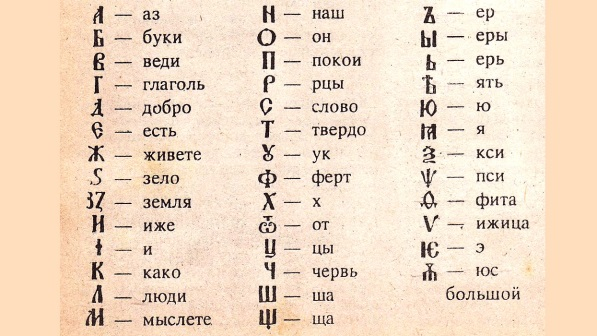 А — аз
Б — буки
В — веди
Г — глаголь
Д — добро
Є — есть
Ж — живете
Ѕ — зело
З — земля
И — иже
І — и
К — како
Л — люди
М — мыслете
Н — наш
О — он
П — покои
Р — рцы
С — слово
Т — твердо
Ꙋ — ук
Ф — ферт
Х — х
Ѿ — от
Ц — цы
Ч — червь
Ш — ша
Щ — ща
Ъ — ер
Ы — еры
Ь — ерь
Ѣ — ять
Ю — ю
Ꙗ — я
Ѯ — кси
Ѱ — пси
Ѳ — фита
Ѵ — ижица
Ѥ — э
Ѫ — юс
большой